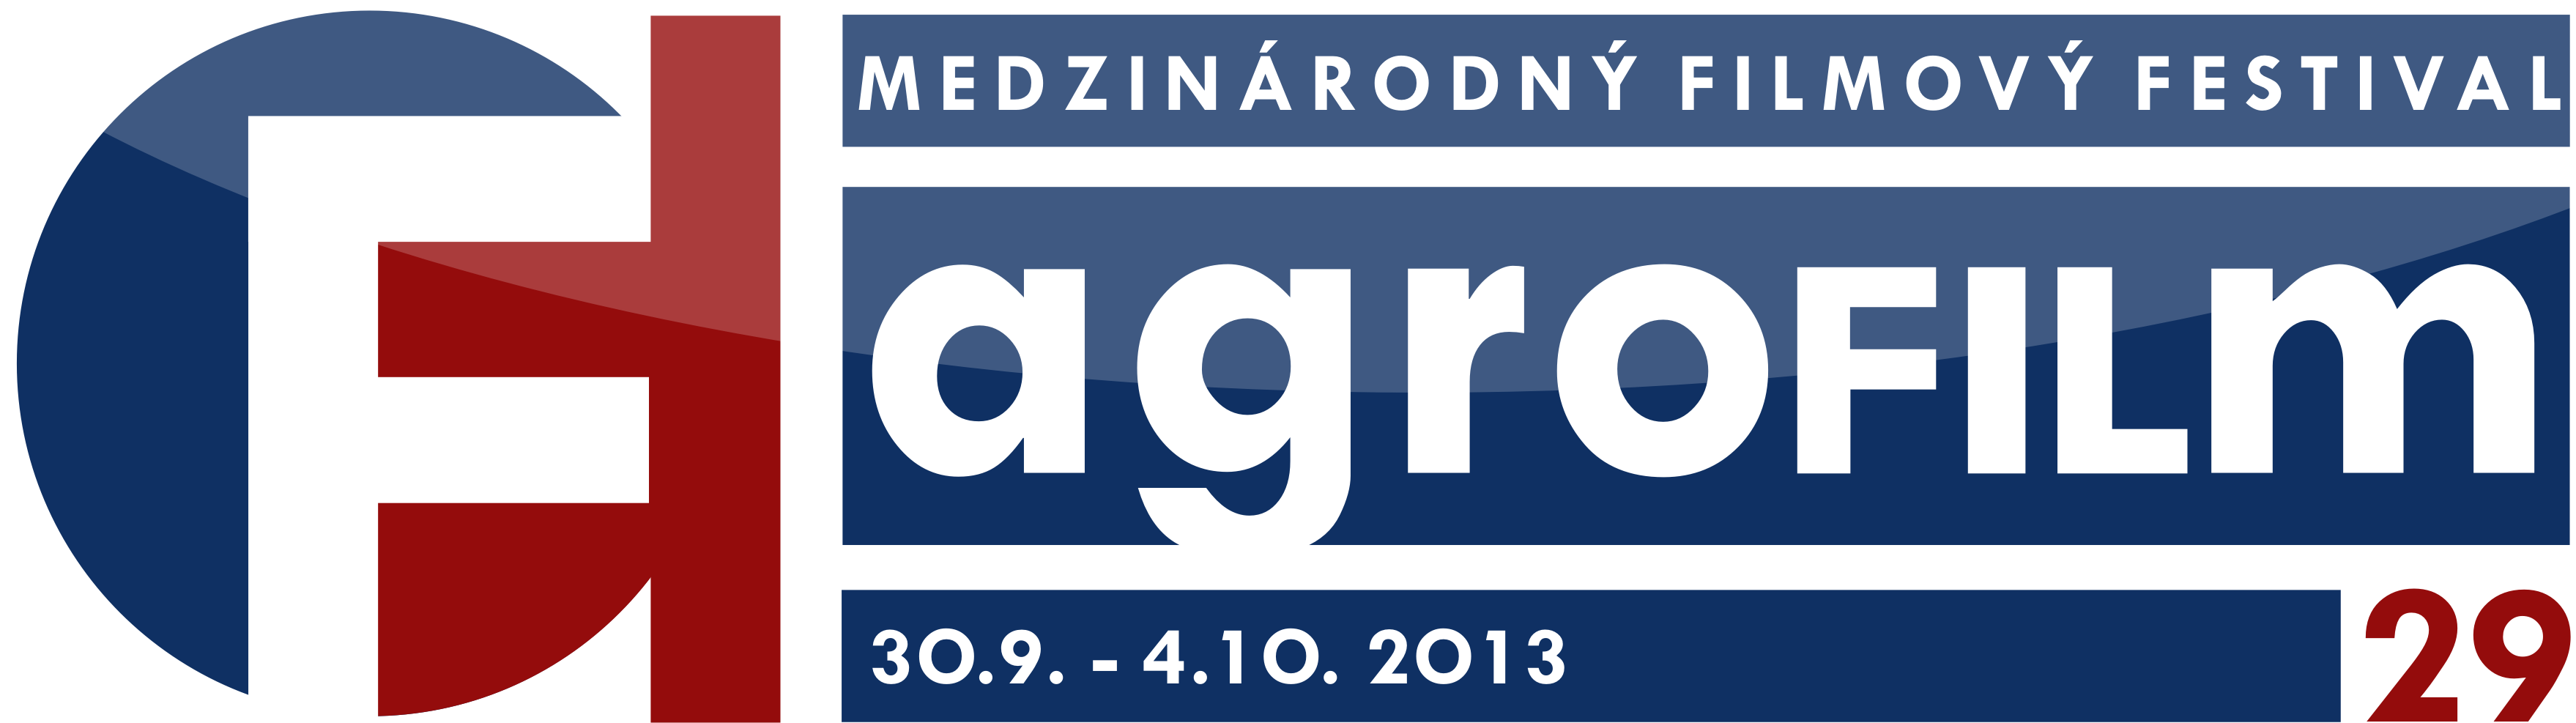 MEDZINÁRODNÝ FILMOVÝ FESTIVAL
agroFILm
30.9. - 4.10. 2013
29